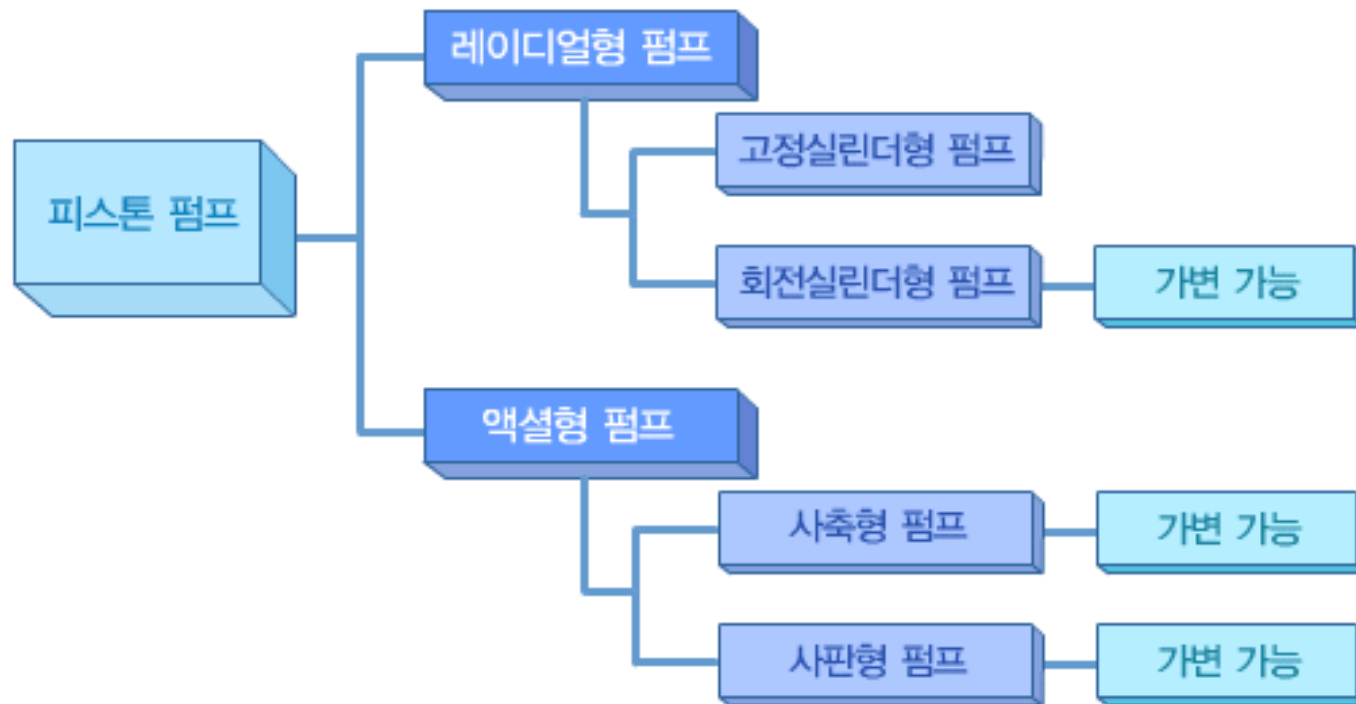 레이디얼형 펌프
고정실린더형 펌프
피스톤 펌프
회전실린더형 펌프 가변 가능
액셜형 펌프
사축형 펌프 가변 가능
사판형 펌프 가변 가능